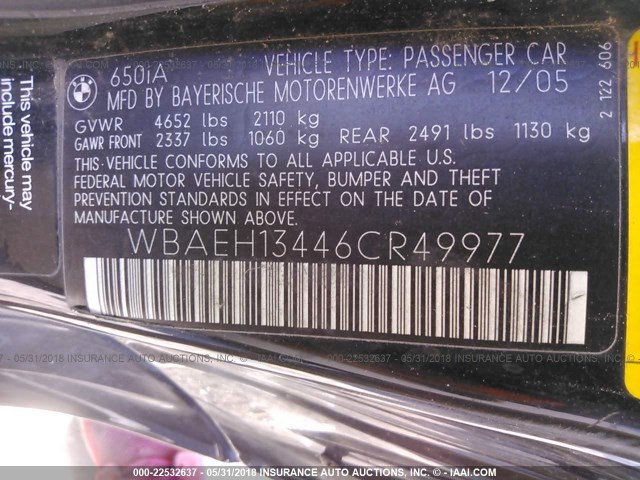 650iA VEHICLE TYPE: PASSENGER CAR
MFD BY BAYERISCHE MOTORENWERKE AG 12/05
GVWR 4652 lbs 2110 kg
GAWR FRONT 2337 lbs 1060 kg REAR 2491 lbs 1130 kg
THIS VEHICLE CONFORMS TO ALL APPLICABLE U.S.
FEDERAL MOTOR VEHICLE SAFETY, BUMPER AND THEFT
PREVENTION STANDARDS IN EFFECT ON THE DATE OF
MANUFACTURE SHOWN ABOVE.
WBAEH13446CR49977
2 122 606
This vehicle may
include mercury-
000-22532637 - 05/31/2018 INSURANCE AUTO AUCTIONS, INC. © - IAAI.COM